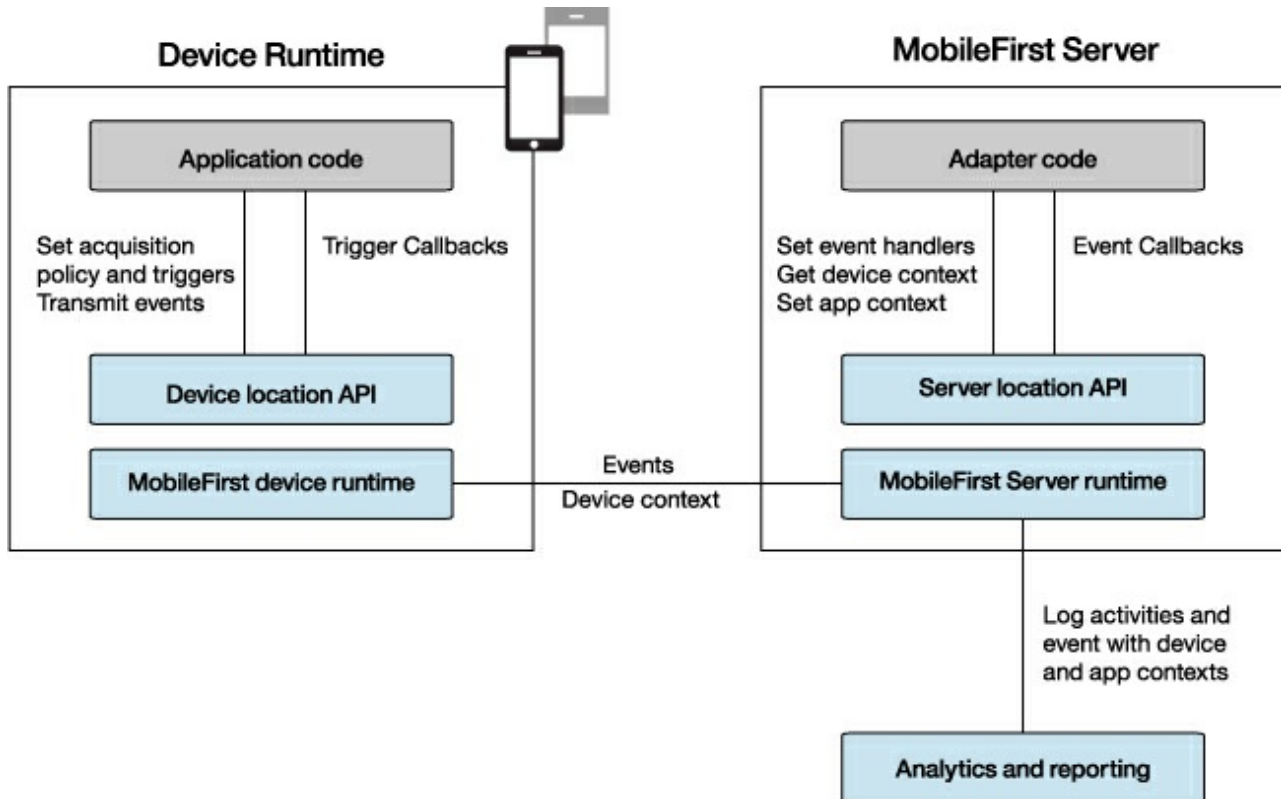 Device Runtime
Application code
Set acquisition
policy and triggers
Transmit events
Trigger Callbacks
Device location API
MobileFirst device runtime
Events
Device context
MobileFirst Server
Adapter code
Set event handlers
Get device context
Set app context
Event Callbacks
Server location API
MobileFirst Server runtime
Log activities and
event with device
and app contexts
Analytics and reporting